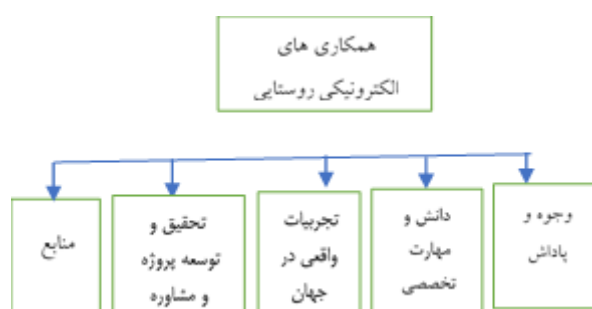 همکاری های
الکترونیکی روستایی
وجوه و
پاداش
دانش و
مهارت
تخصصی
تجربیات
واقعی در
جهان
تحقیق و
توسعه پروژه
و مشاوره
منابع